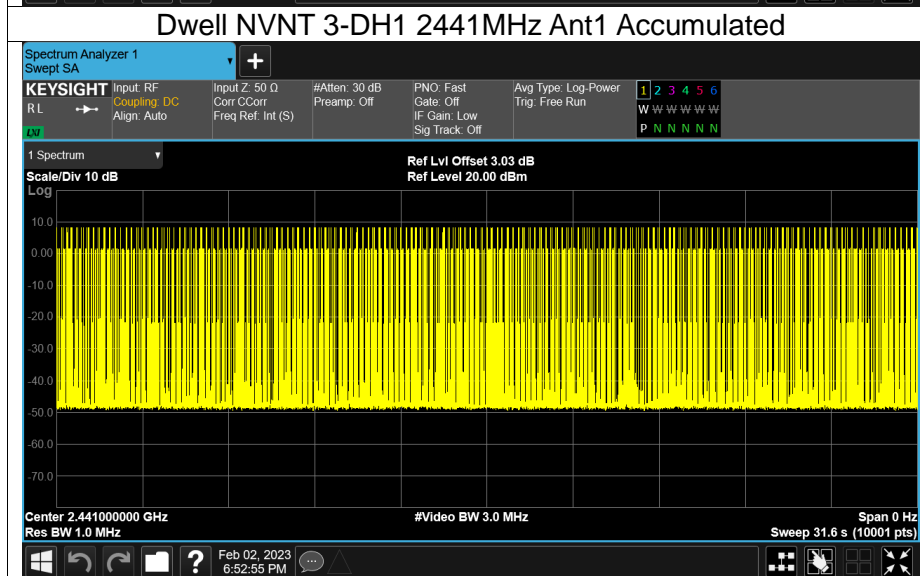 Dwell NVNT 3-DH1 2441MHz Ant1 Accumulated
Spectrum Analyzer 1
Swept SA
+
KEYSIGHT Input: RF Input Z: 50 Ω #Atten: 30 dB PNO: Fast Avg Type: Log-Power 1 2 3 4 5 6
RL Coupling: DC Corr CCorr Preamp: Off Gate: Off Trig: Free Run W W W W W W
Align: Auto Freq Ref: Int (S) IF Gain: Low
LXI Sig Track: Off P N N N N N
1 Spectrum Ref Lvl Offset 3.03 dB
Scale/Div 10 dB Ref Level 20.00 dBm
Log
10.0
0.00
-10.0
-20.0
-30.0
-40.0
-50.0
-60.0
-70.0
Center 2.441000000 GHz #Video BW 3.0 MHz Span 0 Hz
Res BW 1.0 MHz Sweep 31.6 s (10001 pts)
? Feb 02, 2023
6:52:55 PM